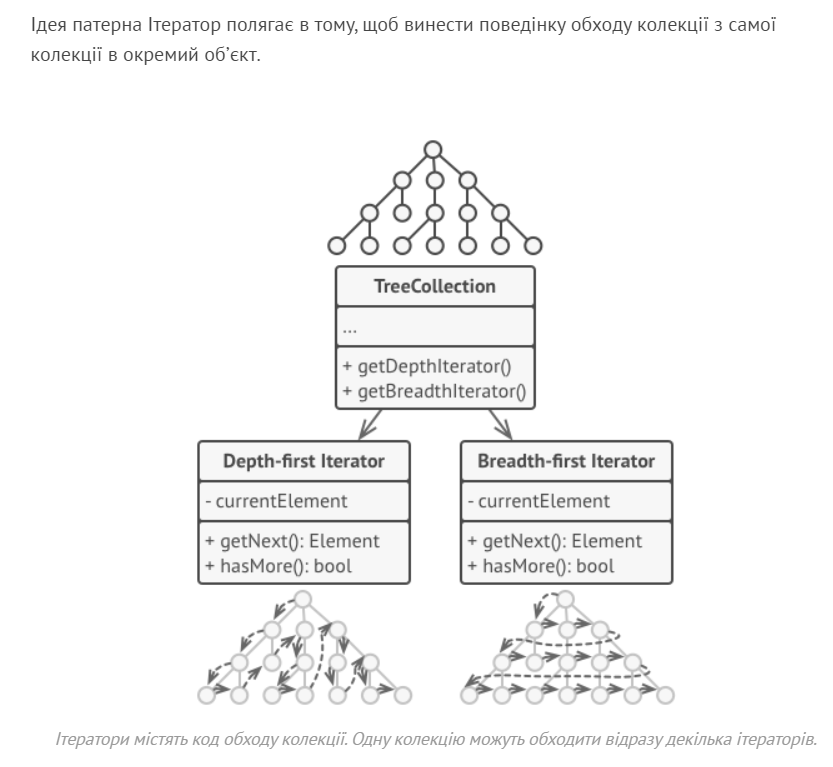 Ідея патерна Ітератор полягає в тому, щоб винести поведінку обходу колекції з самої
колекції в окремий об’єкт.
TreeCollection
...
+ getDepthIterator()
+ getBreadthIterator()
Depth-first Iterator
- currentElement
+ getNext(): Element
+ hasMore(): bool
Breadth-first Iterator
- currentElement
+ getNext(): Element
+ hasMore(): bool
Ітератори містять код обходу колекції. Одну колекцію можуть обходити відразу декілька ітераторів.